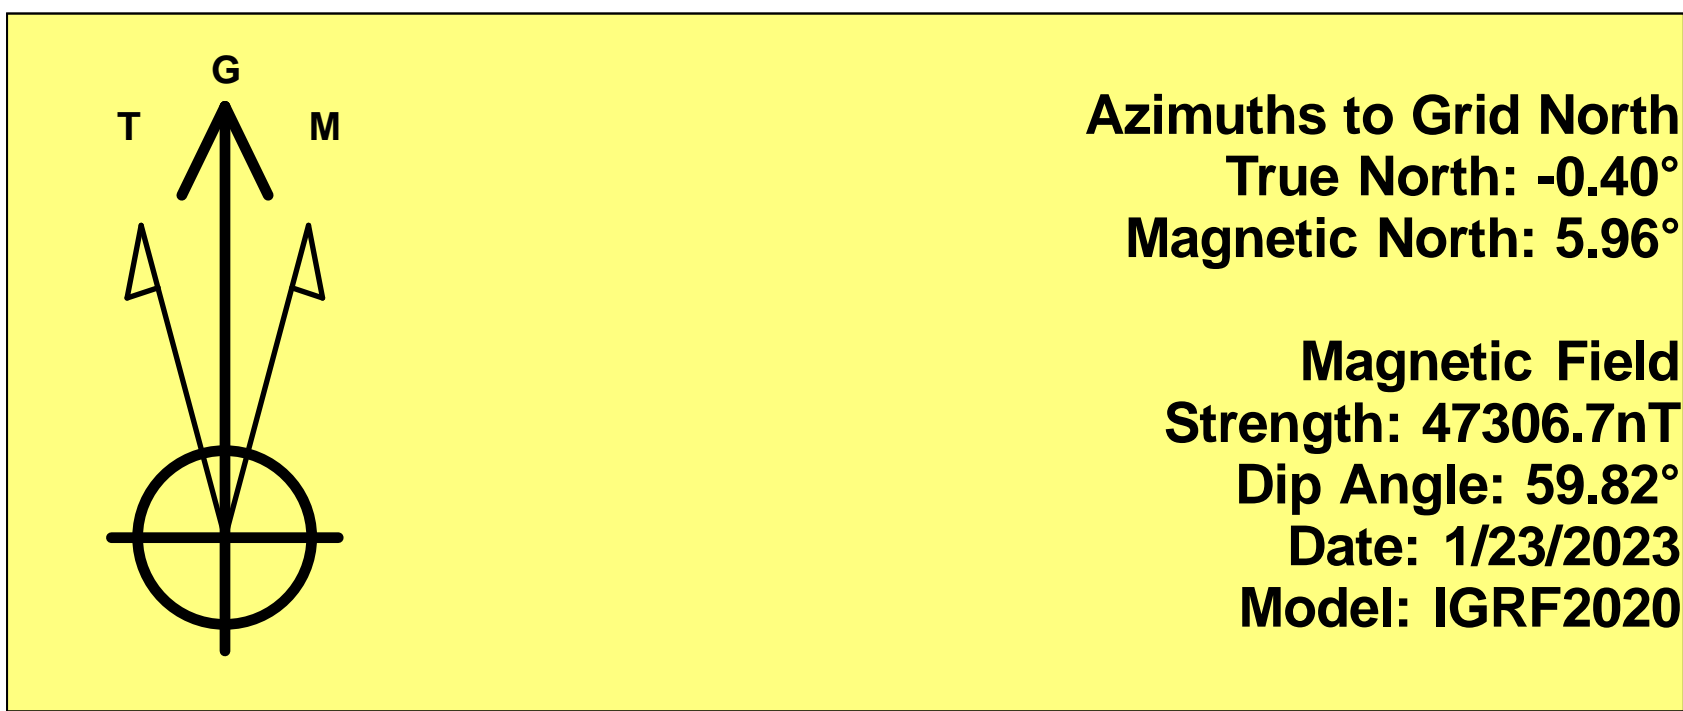 G
T
M
Azimuths to Grid North
True North: -0.40°
Magnetic North: 5.96°
Magnetic Field
Strength: 47306.7nT
Dip Angle: 59.82°
Date: 1/23/2023
Model: IGRF2020